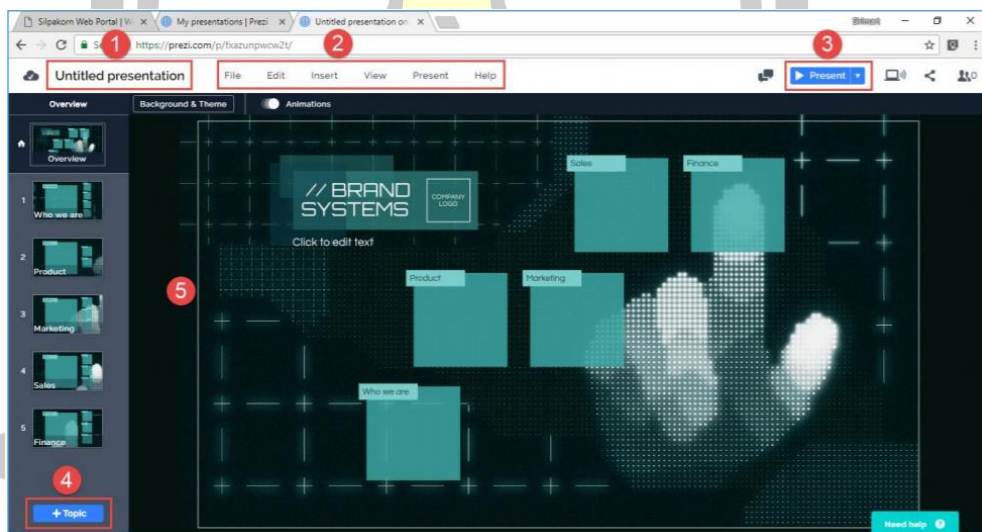 Silpakorn Web Portal | W
My presentations | Prezi
Untitled presentation on
1
https://prezi.com/p/fxazunpwcw2t/
2
3
Untitled presentation
File Edit Insert View Present Help
Present
Overview
Background & Theme
Animations
Overview
1
Who we are
2
Product
3
Marketing
4
Sales
5
Finance
4
+ Topic
5
// BRAND
SYSTEMS
COMPANY
LOGO
Click to edit text
Sales
Finance
Product
Marketing
Who we are
Need help ?